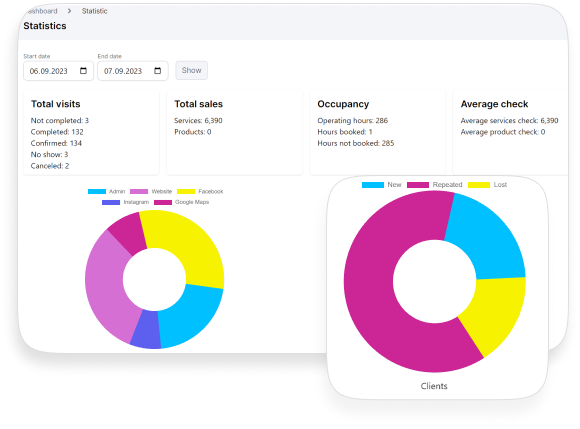 Statistic
Statistics
Start date
End date
06.09.2023
07.09.2023
Show
Total visits
Not completed: 3
Completed: 132
Confirmed: 134
No show: 3
Canceled: 2
Total sales
Services: 6,390
Products: 0
Occupancy
Operating hours: 286
Hours booked: 1
Hours not booked: 285
Average check
Average services check: 6,390
Average product check: 0
Admin Website Facebook
Instagram Google Maps
New Repeated Lost
Clients